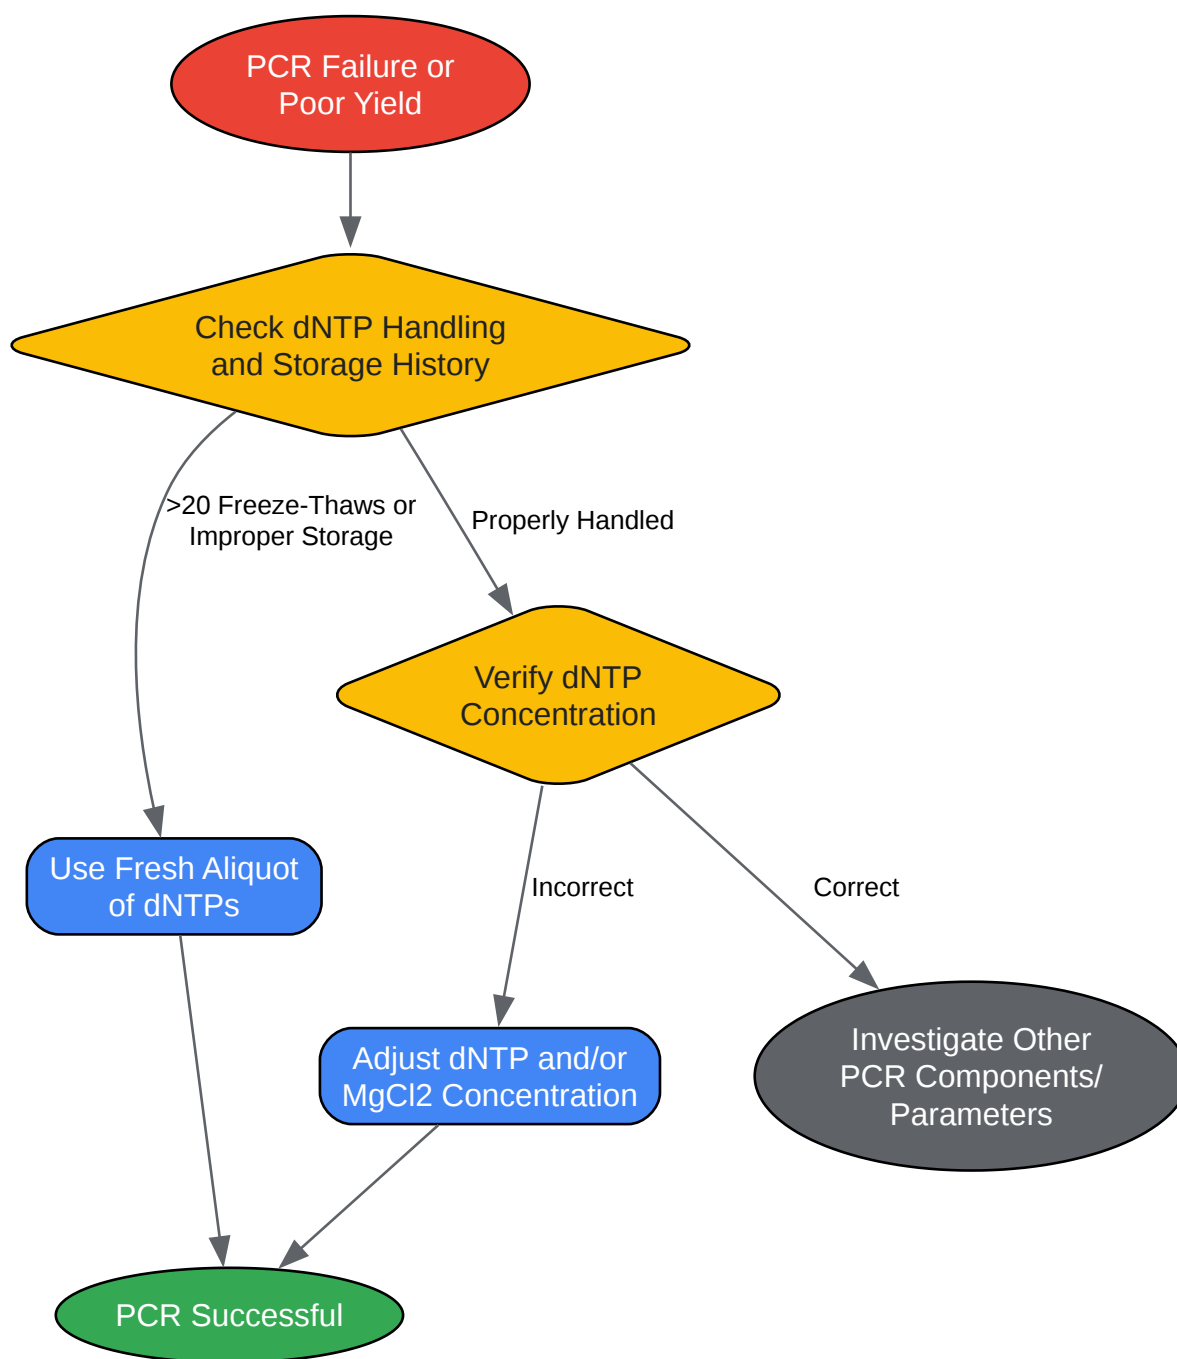 PCR Failure or
Poor Yield
Check dNTP Handling
and Storage History
>20 Freeze-Thaws or
Improper Storage
Properly Handled
Verify dNTP
Concentration
Use Fresh Aliquot
of dNTPs
Incorrect
Correct
Adjust dNTP and/or
MgCl2 Concentration
Investigate Other
PCR Components/
Parameters
PCR Successful